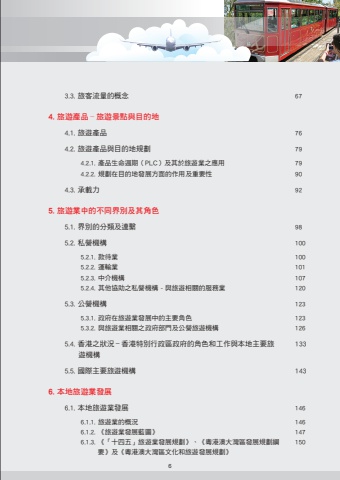 3.3. 旅客流量的概念 67
4. 旅遊產品 – 旅遊景點與目的地
4.1. 旅遊產品 76
4.2. 旅遊產品與目的地規劃 79
4.2.1. 產品生命週期（PLC）及其於旅遊業之應用 79
4.2.2. 規劃在目的地發展方面的作用及重要性 90
4.3. 承載力 92
5. 旅遊業中的不同界別及其角色
5.1. 界別的分類及連繫 98
5.2. 私營機構 100
5.2.1. 款待業 100
5.2.2. 運輸業 101
5.2.3. 中介機構 107
5.2.4. 其他協助之私營機構 - 與旅遊相關的服務業 120
5.3. 公營機構 123
5.3.1. 政府在旅遊業發展中的主要角色 123
5.3.2. 與旅遊業相關之政府部門及公營旅遊機構 126
5.4. 香港之狀況 – 香港特別行政區政府的角色和工作與本地主要旅 133
遊機構
5.5. 國際主要旅遊機構 143
6. 本地旅遊業發展
6.1. 本地旅遊業發展 146
6.1.1. 旅遊業的概況 146
6.1.2. 《旅遊業發展藍圖》 147
6.1.3. 《「十四五」旅遊業發展規劃》、《粵港澳大灣區發展規劃綱 150
要》及《粵港澳大灣區文化和旅遊發展規劃》
6